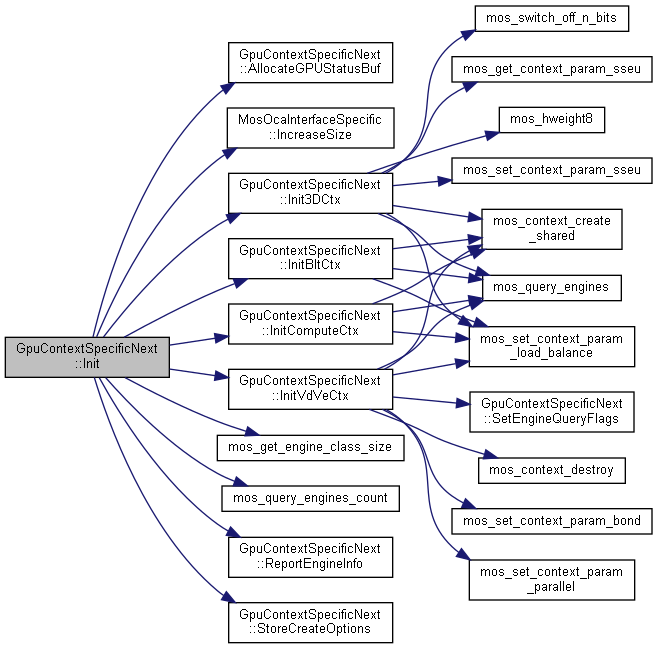 GpuContextSpecificNext
::Init
GpuContextSpecificNext
::AllocateGPUStatusBuf
MosOcaInterfaceSpecific
::IncreaseSize
GpuContextSpecificNext
::Init3DCtx
GpuContextSpecificNext
::InitBltCtx
GpuContextSpecificNext
::InitComputeCtx
GpuContextSpecificNext
::InitVdVeCtx
mos_get_engine_class_size
mos_query_engines_count
GpuContextSpecificNext
::ReportEngineInfo
GpuContextSpecificNext
::StoreCreateOptions
mos_switch_off_n_bits
mos_get_context_param_sseu
mos_hweight8
mos_set_context_param_sseu
mos_context_create
_shared
mos_query_engines
mos_set_context_param
_load_balance
GpuContextSpecificNext
::SetEngineQueryFlags
mos_context_destroy
mos_set_context_param_bond
mos_set_context_param
_parallel